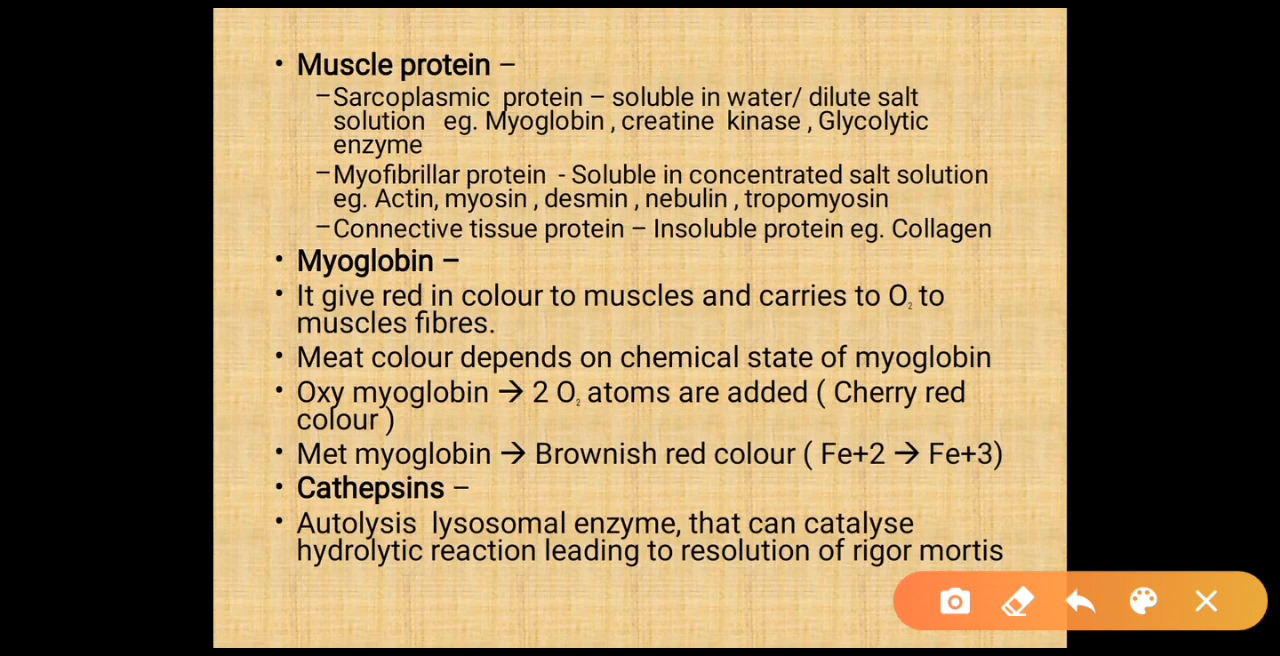 • Muscle protein –
–Sarcoplasmic protein – soluble in water/ dilute salt
solution eg. Myoglobin , creatine kinase , Glycolytic
enzyme
–Myofibrillar protein - Soluble in concentrated salt solution
eg. Actin, myosin , desmin , nebulin , tropomyosin
–Connective tissue protein – Insoluble protein eg. Collagen
• Myoglobin –
• It give red in colour to muscles and carries to O₂ to
muscles fibres.
• Meat colour depends on chemical state of myoglobin
• Oxy myoglobin → 2 O₂ atoms are added ( Cherry red
colour )
• Met myoglobin → Brownish red colour ( Fe+2 → Fe+3)
• Cathepsins –
• Autolysis lysosomal enzyme, that can catalyse
hydrolytic reaction leading to resolution of rigor mortis